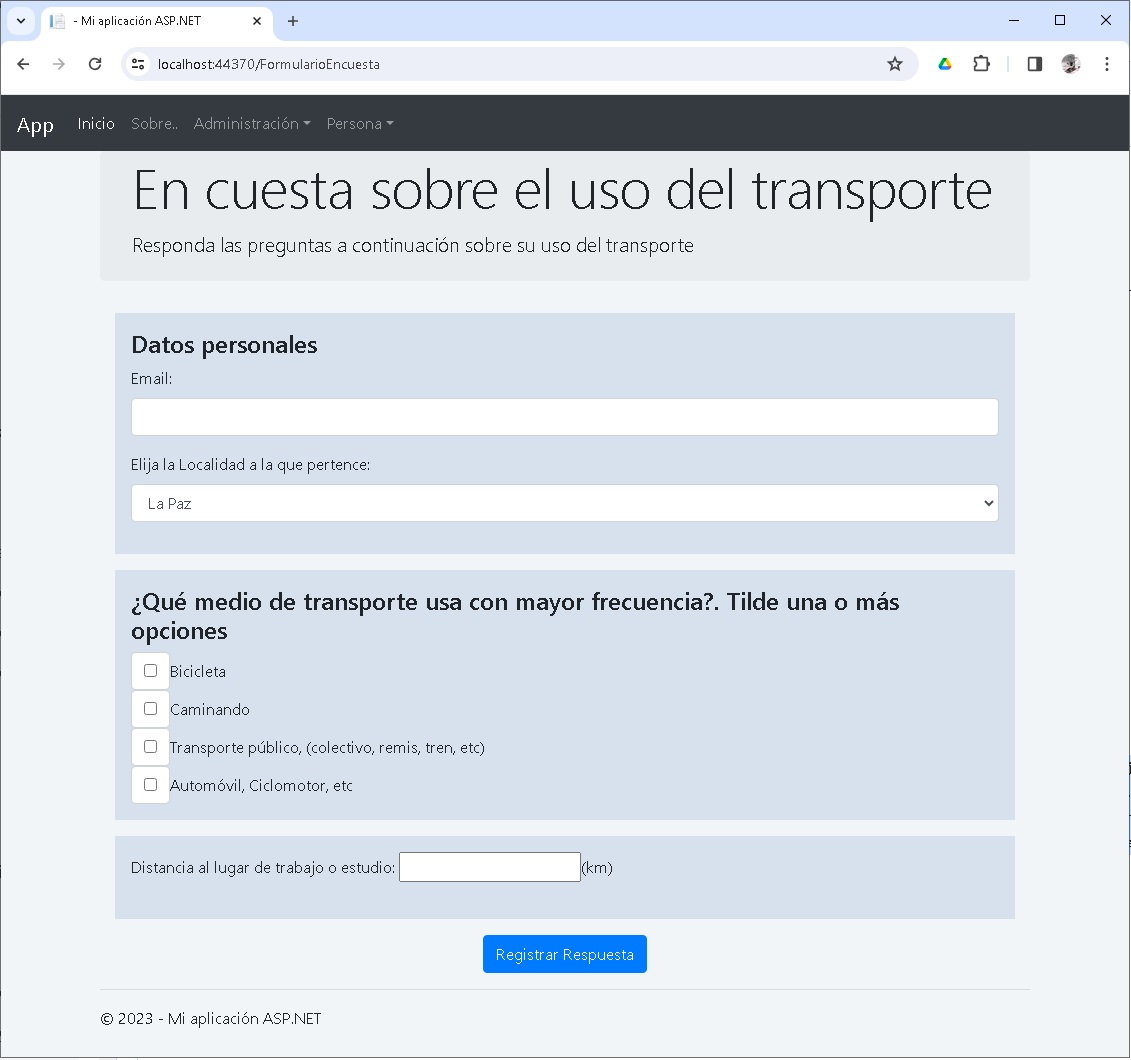 - Mi aplicación ASP.NET
localhost:44370/FormularioEncuesta
App Inicio Sobre.. Administración Persona
En cuesta sobre el uso del transporte
Responda las preguntas a continuación sobre su uso del transporte
Datos personales
Email:
Elija la Localidad a la que pertence:
La Paz
¿Qué medio de transporte usa con mayor frecuencia?. Tilde una o más
opciones
Bicicleta
Caminando
Transporte público, (colectivo, remis, tren, etc)
Automóvil, Ciclomotor, etc
Distancia al lugar de trabajo o estudio: (km)
Registrar Respuesta
© 2023 - Mi aplicación ASP.NET